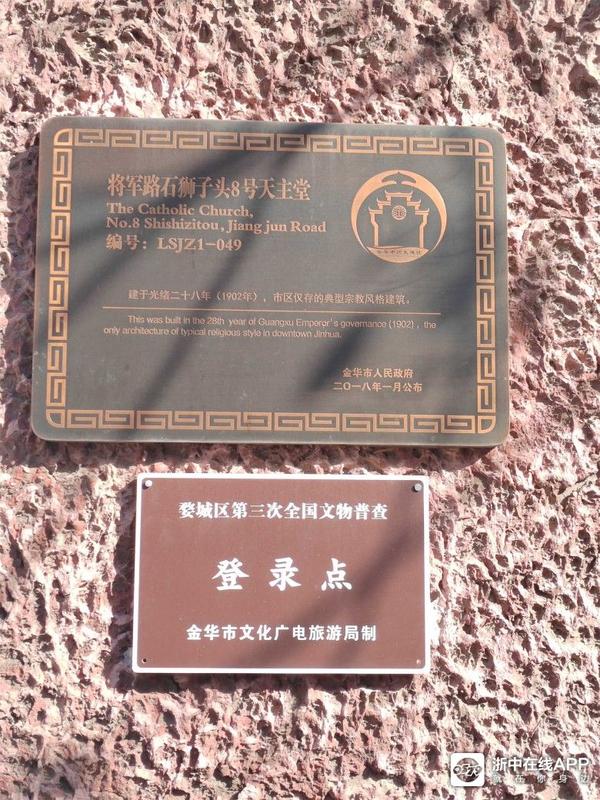 将军路石狮子头8号天主堂
The Catholic Church,
No.8 Shishizitou, Jiang jun Road
编号：LSJZ1-049
建于光绪二十八年（1902年），市区仅存的典型宗教风格建筑。
This was built in the 28th year of Guangxu Emperor's governance (1902), the
only architecture of typical religious style in downtown Jinhua.
金华市人民政府
二〇一八年一月公布
婺城区第三次全国文物普查
登录点
金华市文化广电旅游局制
浙中在线APP
就在你身边